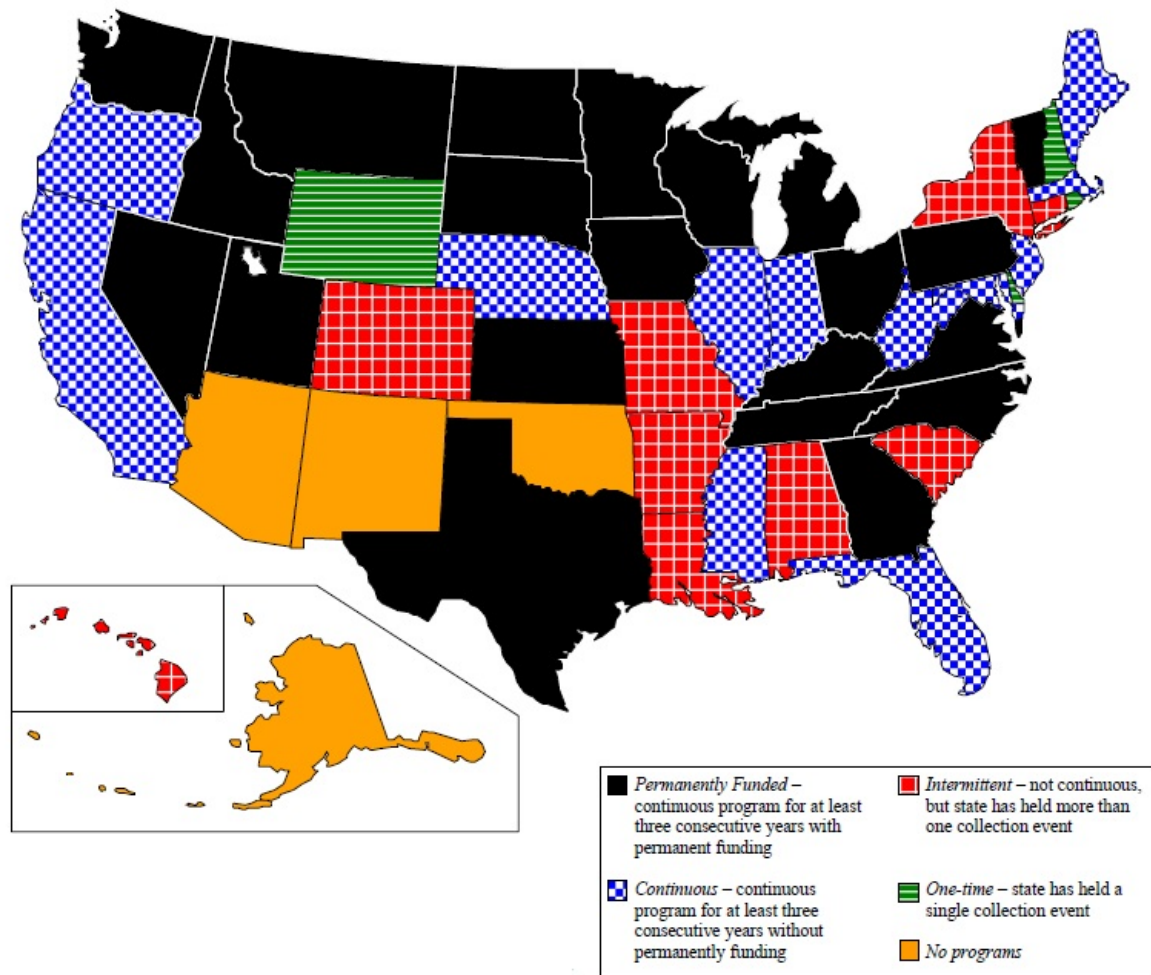 Permanently Funded –
continuous program for at least
three consecutive years with
permanent funding
Continuous – continuous
program for at least three
consecutive years without
permanently funding
Intermittent – not continuous,
but state has held more than
one collection event
One-time – state has held a
single collection event
No programs